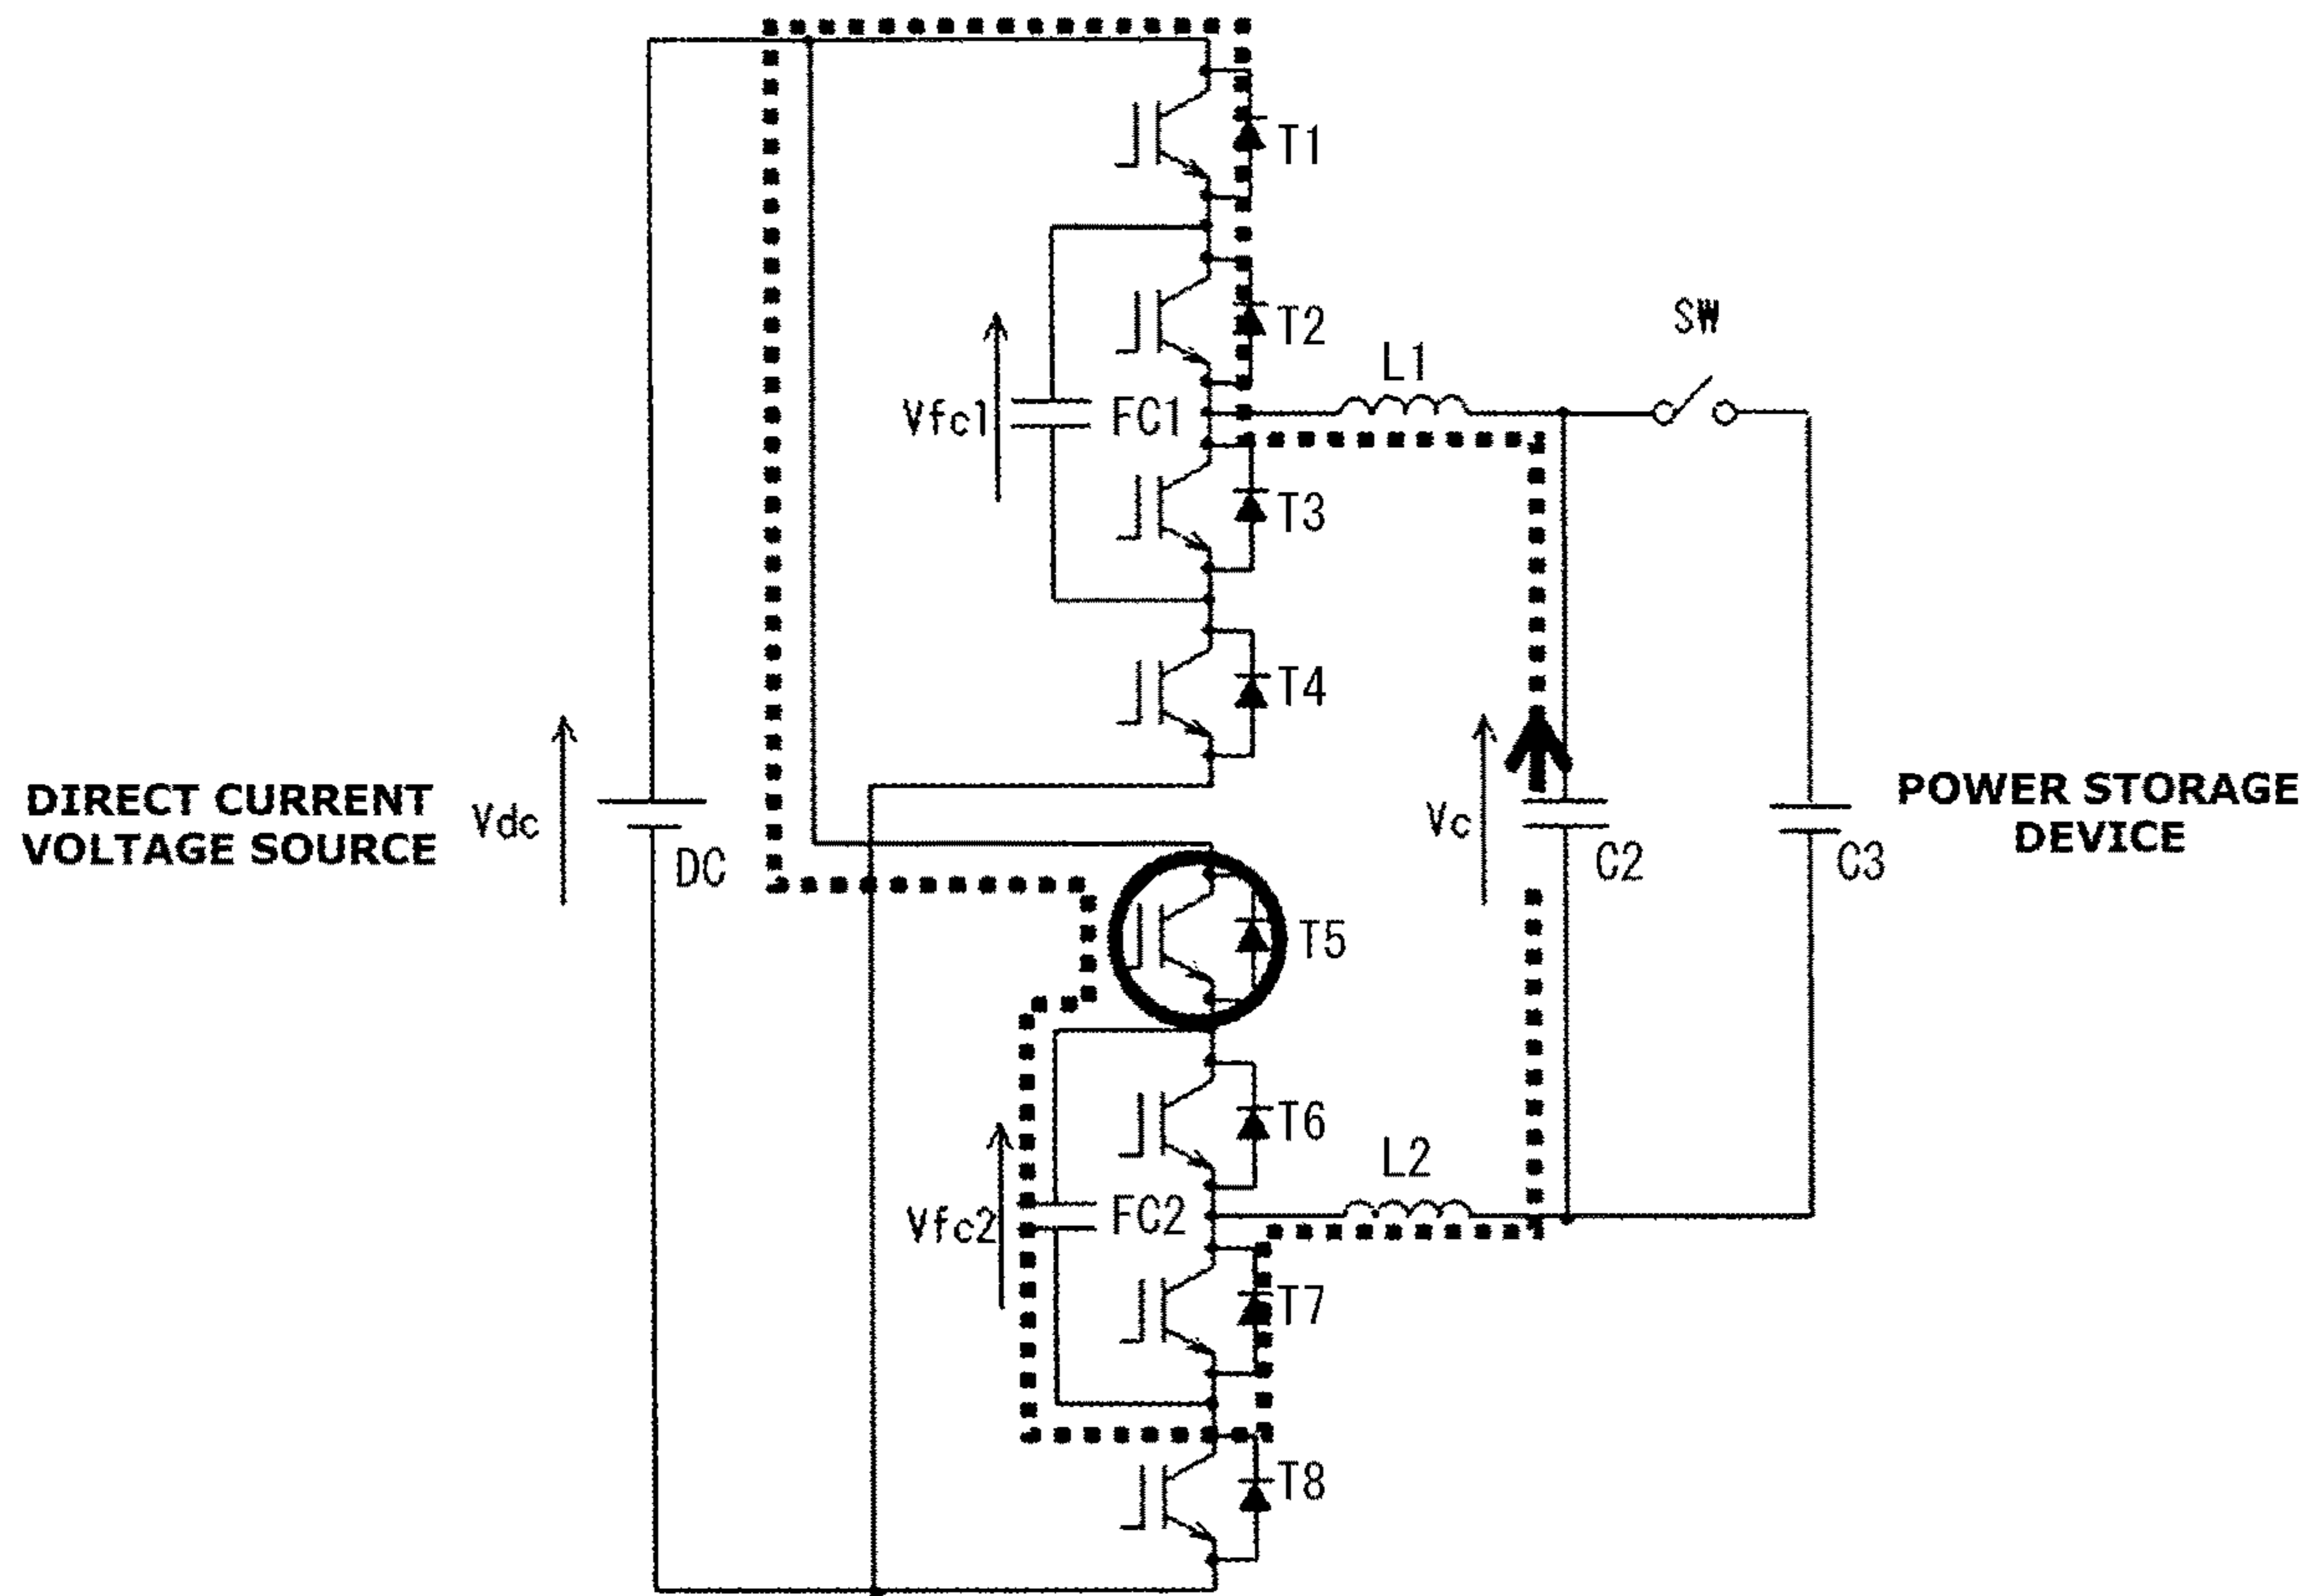 T1
T2
SW
L1
Vfc1
FC1
T3
T4
DIRECT CURRENT
VOLTAGE SOURCE
Vdc
DC
Vc
C2
C3
POWER STORAGE
DEVICE
T5
T6
L2
Vfc2
FC2
T7
T8